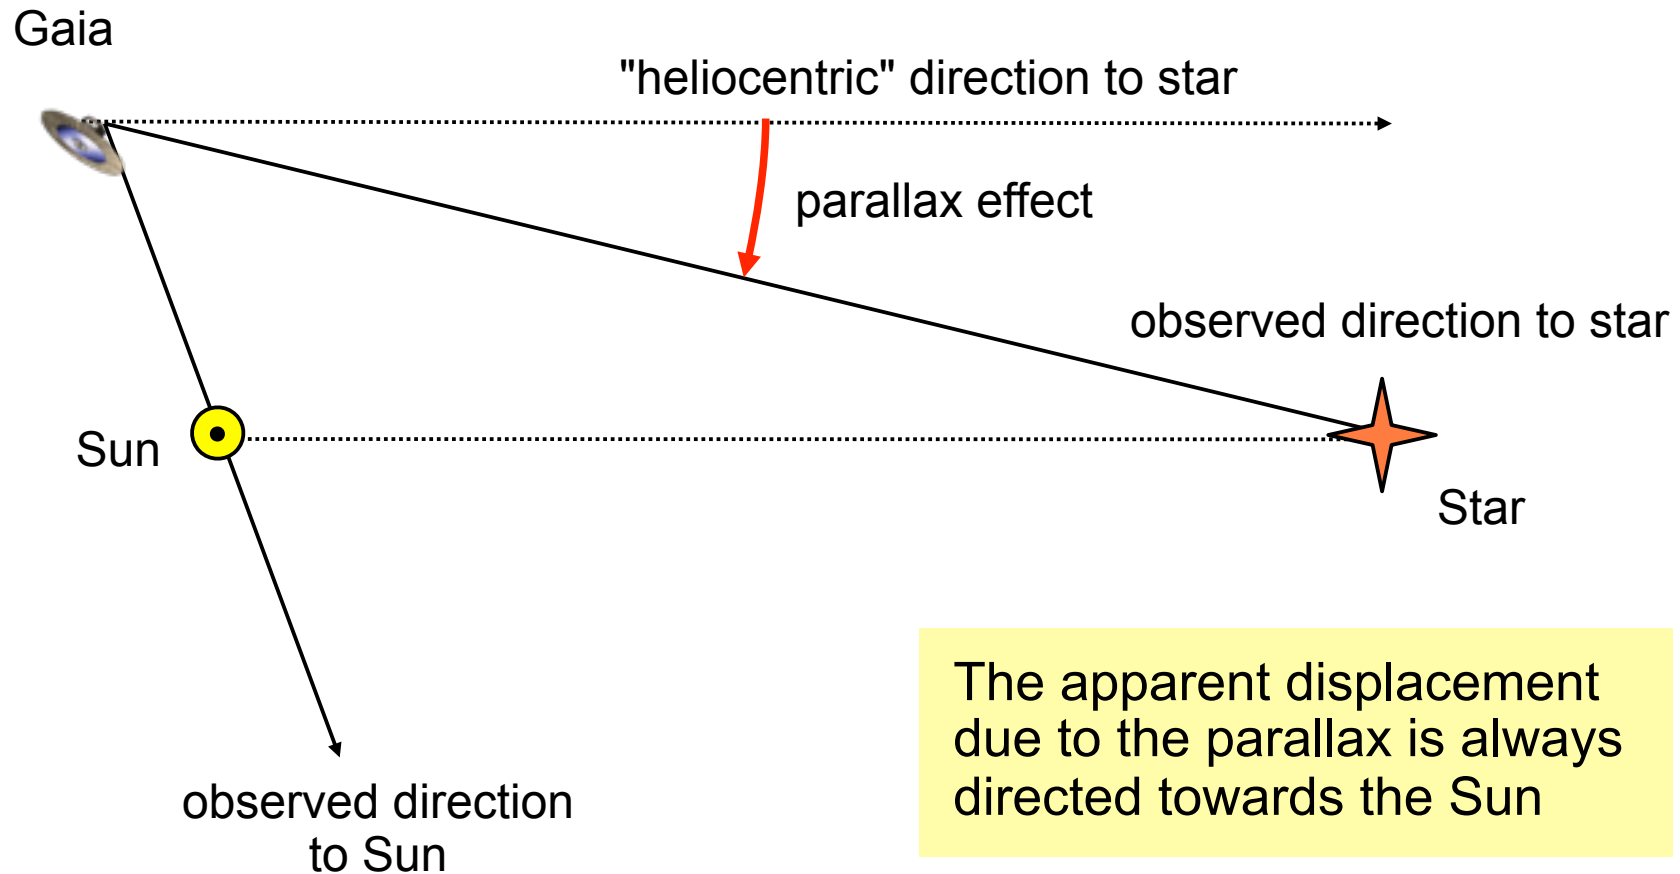 Gaia
"heliocentric" direction to star
parallax effect
observed direction to star
Sun
Star
observed direction
to Sun
The apparent displacement
due to the parallax is always
directed towards the Sun